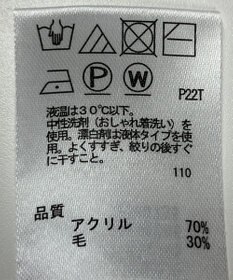 P
W
P22T
液温は30℃以下。
中性洗剤（おしゃれ着洗い）を
使用。漂白剤は液体タイプを使
用。よくすすぎ、絞りの後すぐ
に干すこと。
110
品質
アクリル 70%
毛 30%